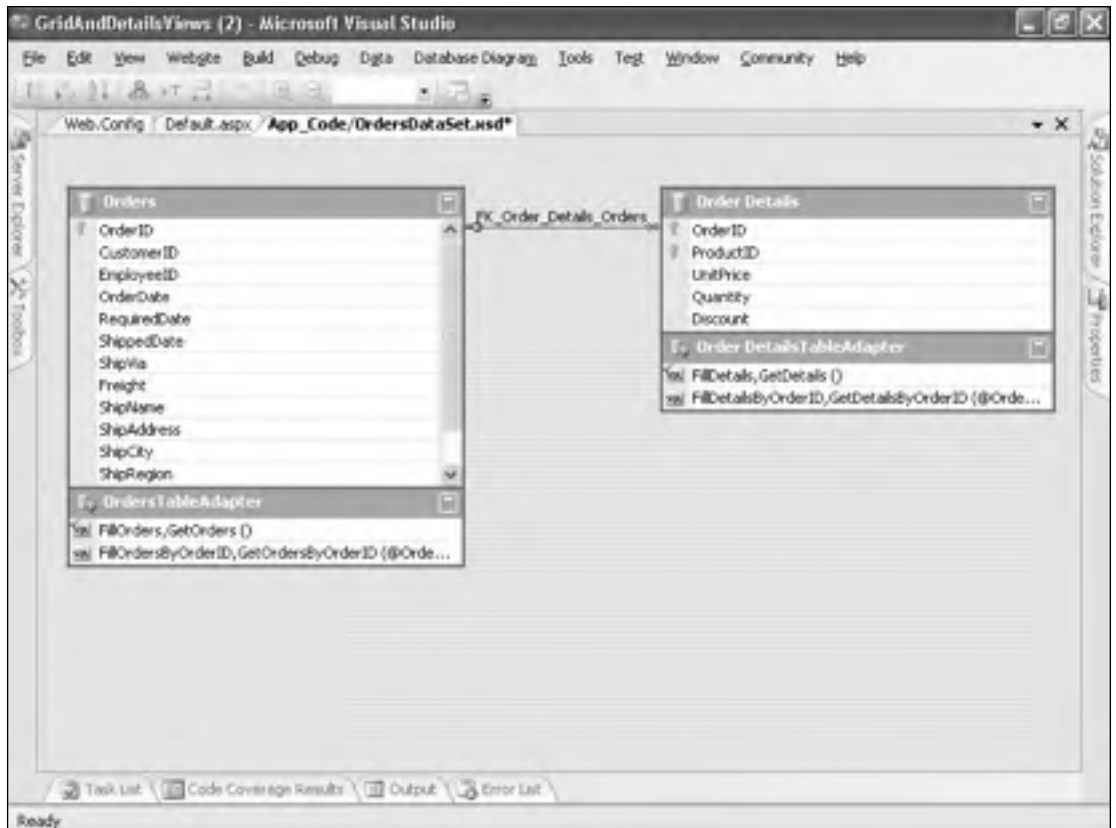 GridAndDetailsViews (2) - Microsoft Visual Studio
File Edit View Website Build Debug Data Database Diagram Tools Test Window Community Help
Web.Config Default.aspx App_Code/OrdersDataSet.xsd*
Server Explorer
Toolbox
Solution Explorer
Properties
Orders
OrderID
CustomerID
EmployeeID
OrderDate
RequiredDate
ShippedDate
ShipVia
Freight
ShipName
ShipAddress
ShipCity
ShipRegion
OrdersTableAdapter
FillOrders,GetOrders ()
FillOrdersByOrderID,GetOrdersByOrderID (@Orde...
FK_Order_Details_Orders
Order Details
OrderID
ProductID
UnitPrice
Quantity
Discount
Order DetailsTableAdapter
FillDetails,GetDetails ()
FillDetailsByOrderID,GetDetailsByOrderID (@Orde...
Task List Code Coverage Results Output Error List
Ready